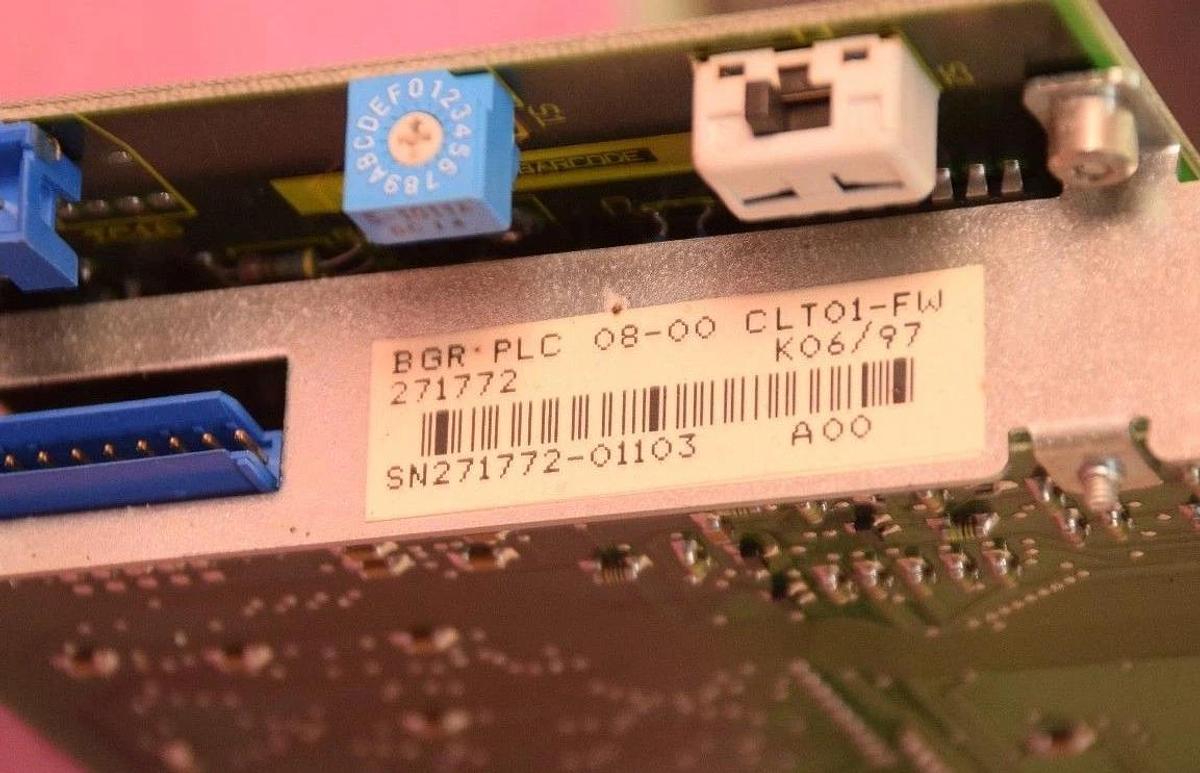 0123456789ABCDEF
BARCODE
BGR PLC 08-00 CLT01-FW
271772 K06/97
SN271772-01103 A00